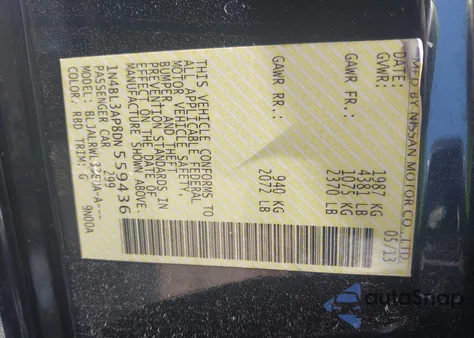 MFD BY NISSAN MOTOR CO., LTD.
DATE: 05/13
GVWR: 1987 KG
4381 LB
GAWR FR.: 1075 KG
2370 LB
GAWR RR.: 940 KG
2072 LB
THIS VEHICLE CONFORMS TO
ALL APPLICABLE FEDERAL
MOTOR VEHICLE SAFETY,
BUMPER, AND THEFT
PREVENTION STANDARDS IN
EFFECT ON THE DATE OF
MANUFACTURE SHOWN ABOVE.
1N4BL3AP8DN559436
PASSENGER CAR 299
COLOR: RBD TRIM: G 9N00A
autoSnap